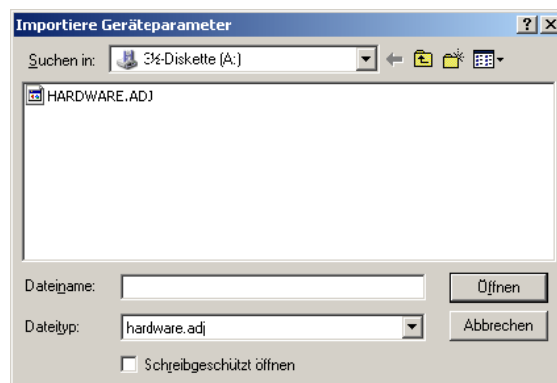 Importiere Geräteparameter
Suchen in: 3½-Diskette (A:)
HARDWARE.ADJ
Dateiname:
Öffnen
Dateityp: hardware.adj
Abbrechen
Schreibgeschützt öffnen